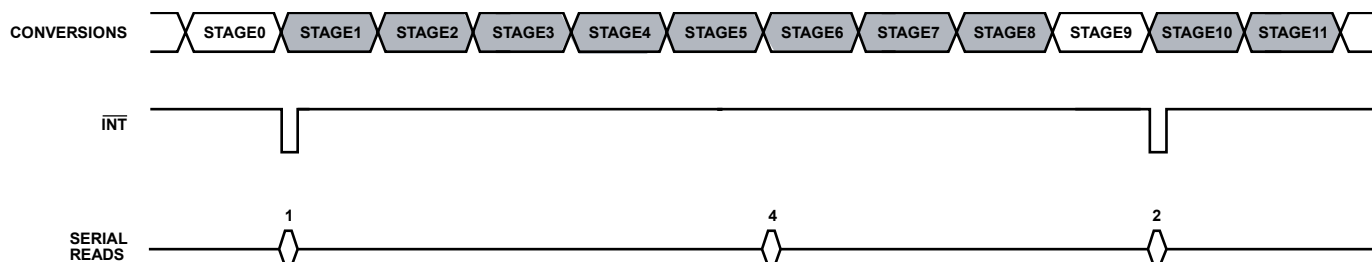 CONVERSIONS STAGE0 STAGE1 STAGE2 STAGE3 STAGE4 STAGE5 STAGE6 STAGE7 STAGE8 STAGE9 STAGE10 STAGE11
INT
1 4 2
SERIAL
READS